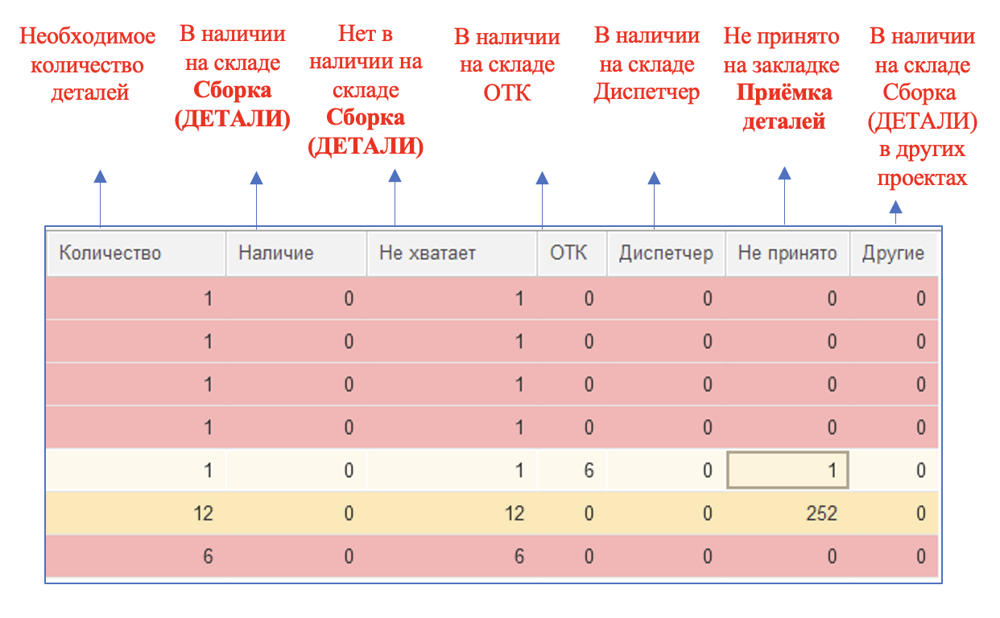 Необходимое
количество
деталей
В наличии
на складе
Сборка
(ДЕТАЛИ)
Нет в
наличии на
складе
Сборка
(ДЕТАЛИ)
В наличии
на складе
ОТК
В наличии
на складе
Диспетчер
Не принято
на закладке
Приёмка
деталей
В наличии
на складе
Сборка
(ДЕТАЛИ)
в других
проектах
Количество Наличие Не хватает ОТК Диспетчер Не принято Другие
1 0 1 0 0 0 0
1 0 1 0 0 0 0
1 0 1 0 0 0 0
1 0 1 0 0 0 0
1 0 1 6 0 1 0
12 0 12 0 0 252 0
6 0 6 0 0 0 0